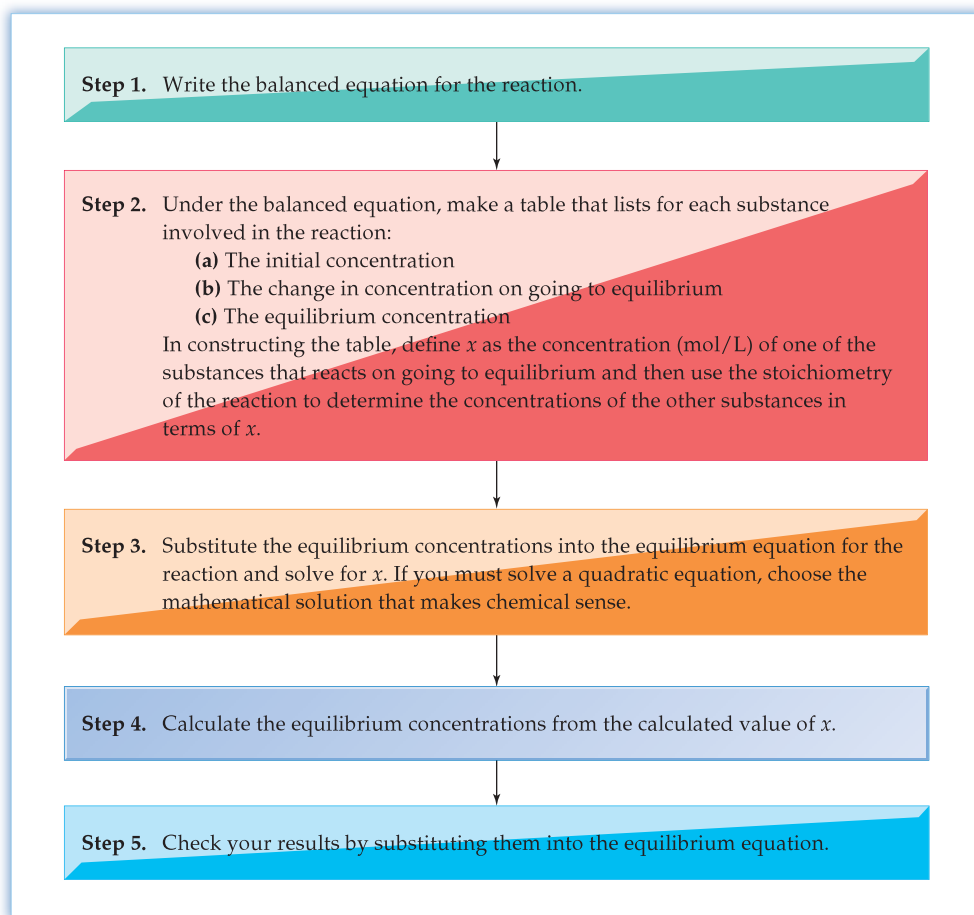 Step 1. Write the balanced equation for the reaction.
Step 2. Under the balanced equation, make a table that lists for each substance
involved in the reaction:
(a) The initial concentration
(b) The change in concentration on going to equilibrium
(c) The equilibrium concentration
In constructing the table, define x as the concentration (mol/L) of one of the
substances that reacts on going to equilibrium and then use the stoichiometry
of the reaction to determine the concentrations of the other substances in
terms of x.
Step 3. Substitute the equilibrium concentrations into the equilibrium equation for the
reaction and solve for x. If you must solve a quadratic equation, choose the
mathematical solution that makes chemical sense.
Step 4. Calculate the equilibrium concentrations from the calculated value of x.
Step 5. Check your results by substituting them into the equilibrium equation.